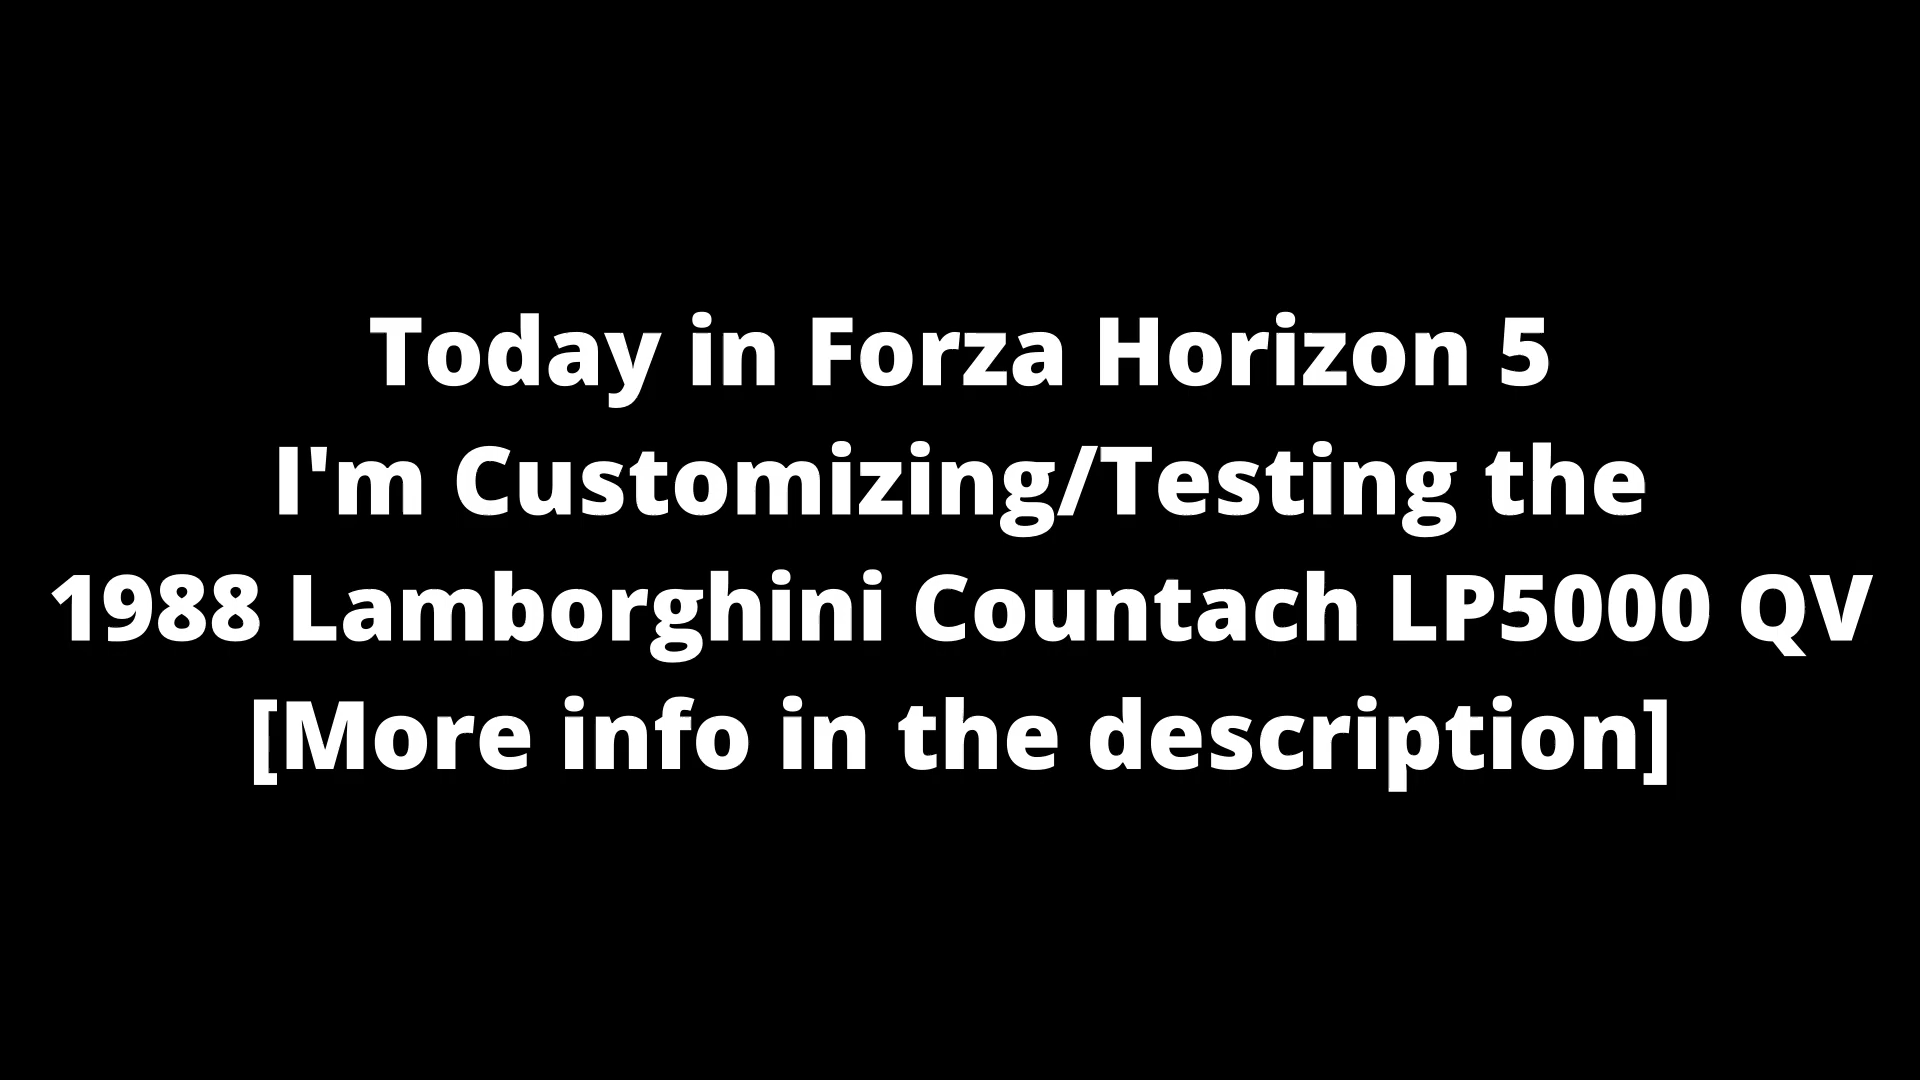 Today in Forza Horizon 5
I'm Customizing/Testing the
1988 Lamborghini Countach LP5000 QV
[More info in the description]